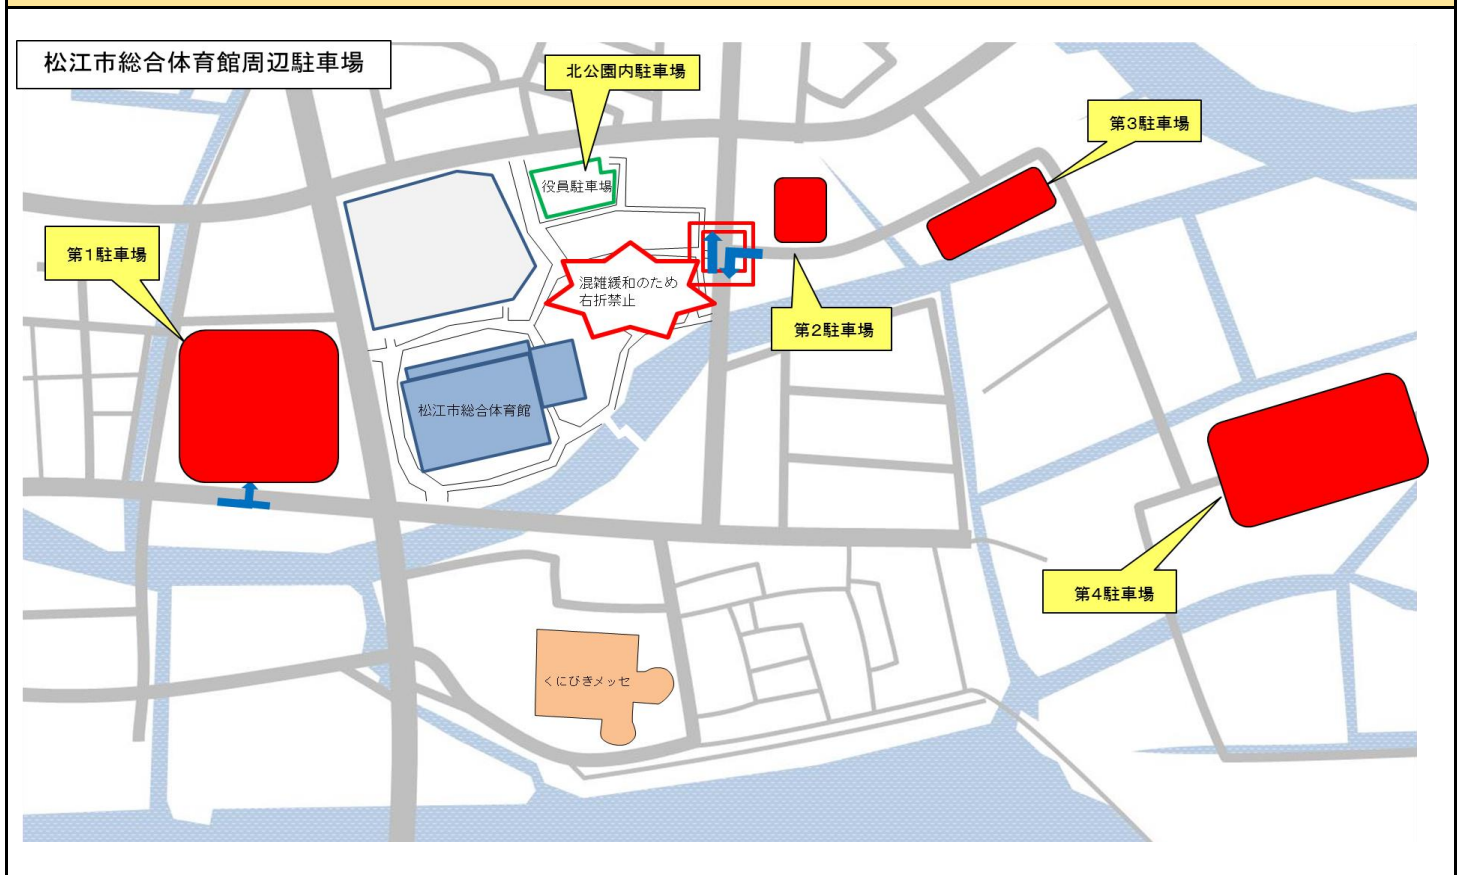 松江市総合体育館周辺駐車場
北公園内駐車場
第3駐車場
役員駐車場
第1駐車場
混雑緩和のため
右折禁止
第2駐車場
松江市総合体育館
第4駐車場
くにびきメッセ